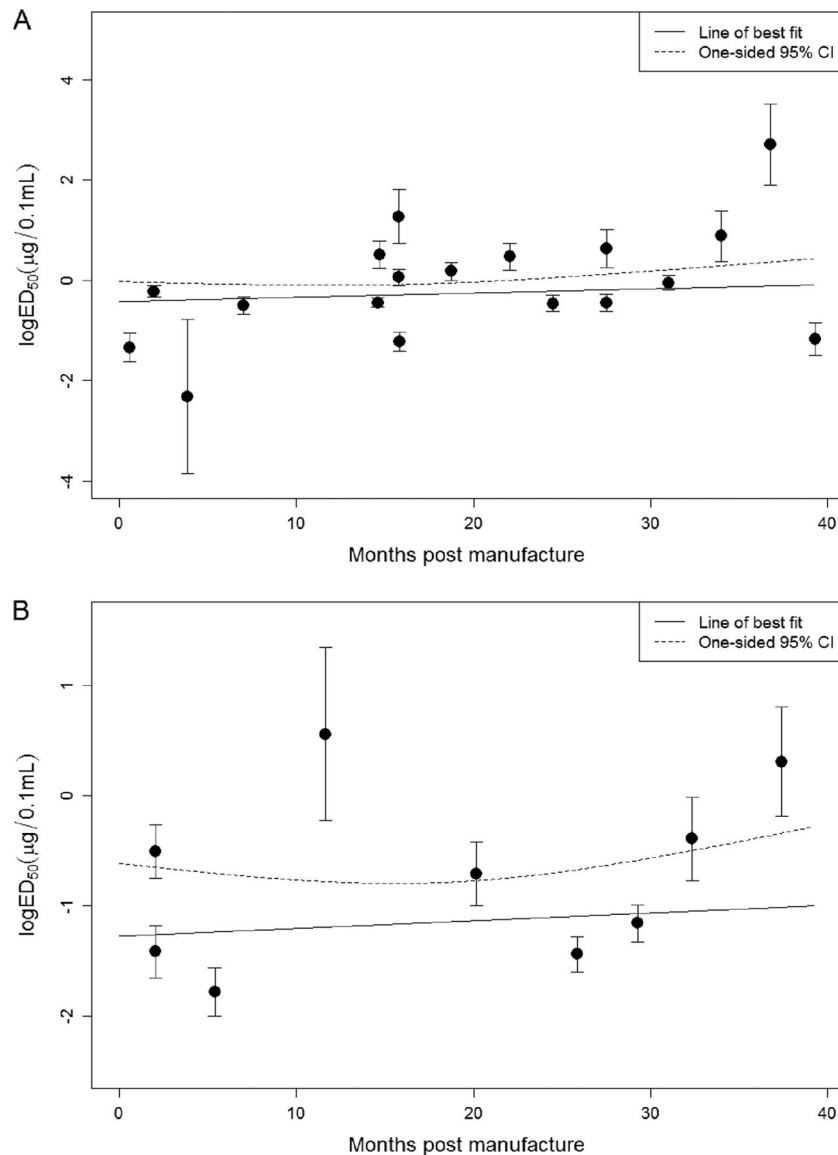 A
Line of best fit
One-sided 95% CI
4
2
0
-2
-4
logED50(µg/0.1mL)
0 10 20 30 40
Months post manufacture
B
Line of best fit
One-sided 95% CI
1
0
-1
-2
logED50(µg/0.1mL)
0 10 20 30 40
Months post manufacture